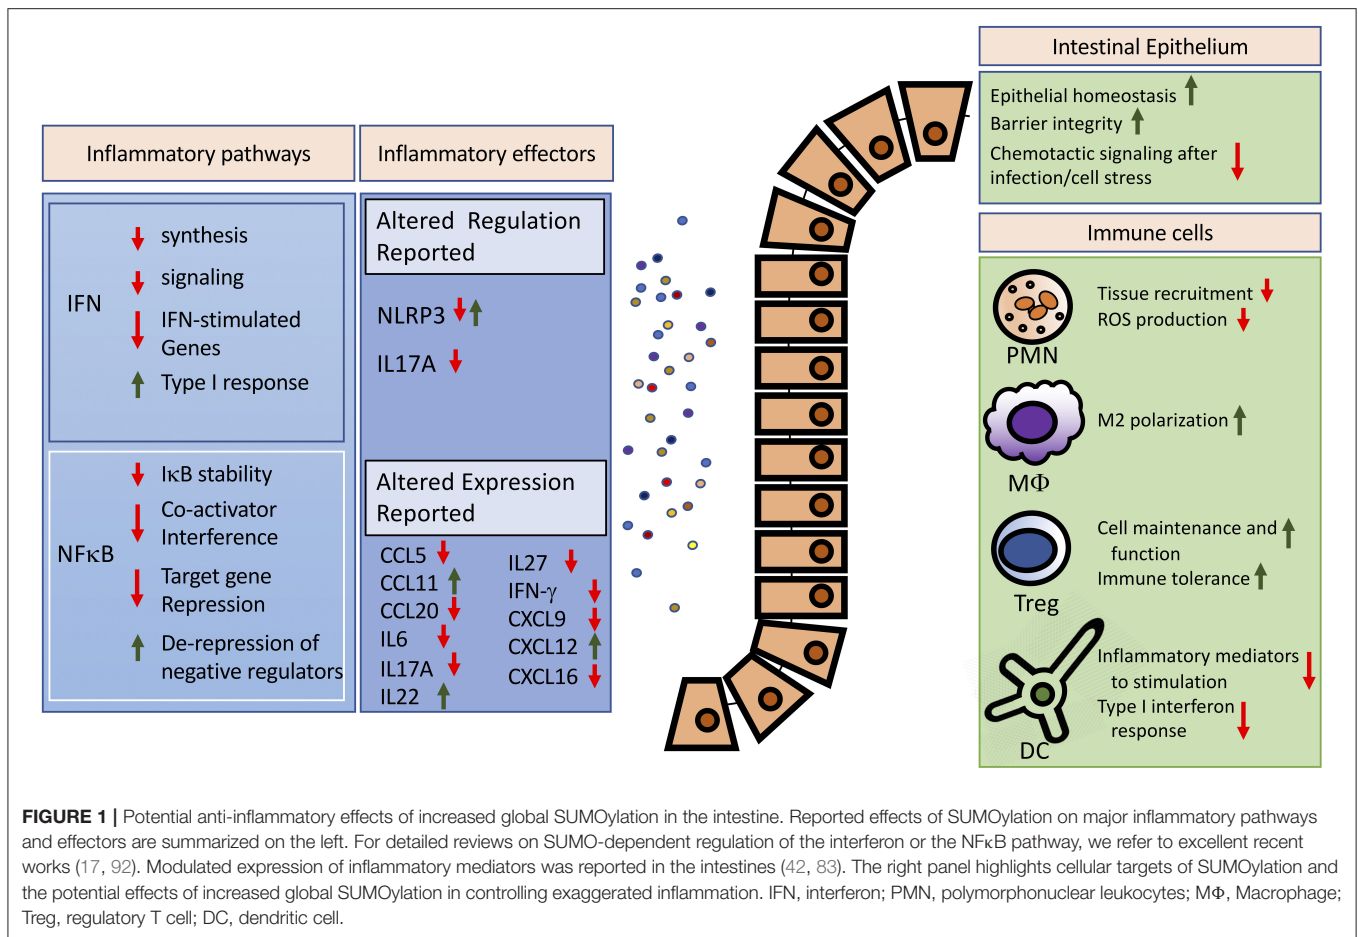 Inflammatory pathways
IFN
synthesis
signaling
IFN-stimulated
Genes
Type I response
NFκB
IκB stability
Co-activator
Interference
Target gene
Repression
De-repression of
negative regulators
Inflammatory effectors
Altered Regulation
Reported
NLRP3
IL17A
Altered Expression
Reported
CCL5
CCL11
CCL20
IL6
IL17A
IL22
IL27
IFN-γ
CXCL9
CXCL12
CXCL16
Intestinal Epithelium
Epithelial homeostasis
Barrier integrity
Chemotactic signaling after
infection/cell stress
Immune cells
PMN
Tissue recruitment
ROS production
MΦ
M2 polarization
Treg
Cell maintenance and
function
Immune tolerance
DC
Inflammatory mediators
to stimulation
Type I interferon
response
FIGURE 1 | Potential anti-inflammatory effects of increased global SUMOylation in the intestine. Reported effects of SUMOylation on major inflammatory pathways
and effectors are summarized on the left. For detailed reviews on SUMO-dependent regulation of the interferon or the NFκB pathway, we refer to excellent recent
works (17, 92). Modulated expression of inflammatory mediators was reported in the intestines (42, 83). The right panel highlights cellular targets of SUMOylation and
the potential effects of increased global SUMOylation in controlling exaggerated inflammation. IFN, interferon; PMN, polymorphonuclear leukocytes; MΦ, Macrophage;
Treg, regulatory T cell; DC, dendritic cell.